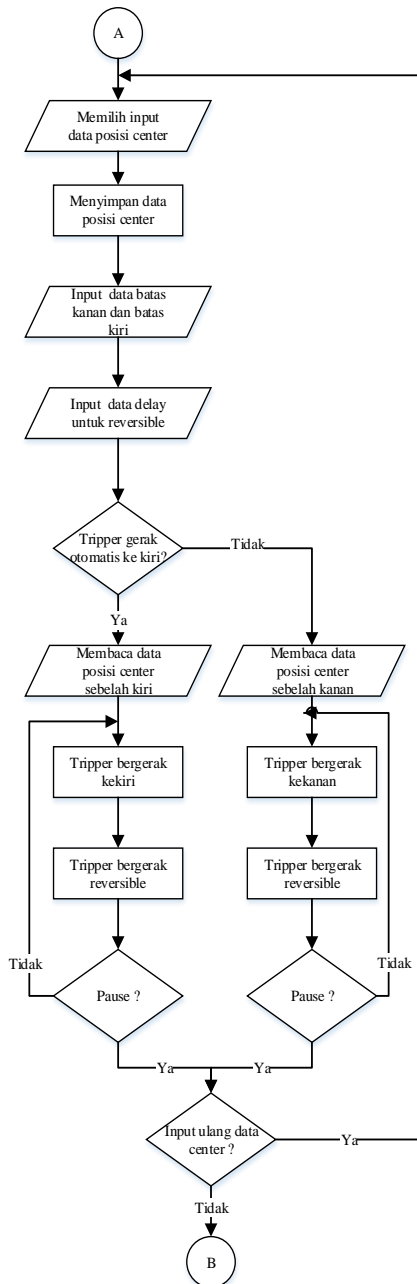 A
Memilih input
data posisi center
Menyimpan data
posisi center
Input data batas
kanan dan batas
kiri
Input data delay
untuk reversible
Tripper gerak
otomatis ke kiri?
Tidak
Ya
Membaca data
posisi center
sebelah kiri
Membaca data
posisi center
sebelah kanan
Tripper bergerak
kekiri
Tripper bergerak
kekanan
Tripper bergerak
reversible
Tripper bergerak
reversible
Tidak
Tidak
Pause ?
Pause ?
Ya
Ya
Input ulang data
center ?
Ya
Tidak
B